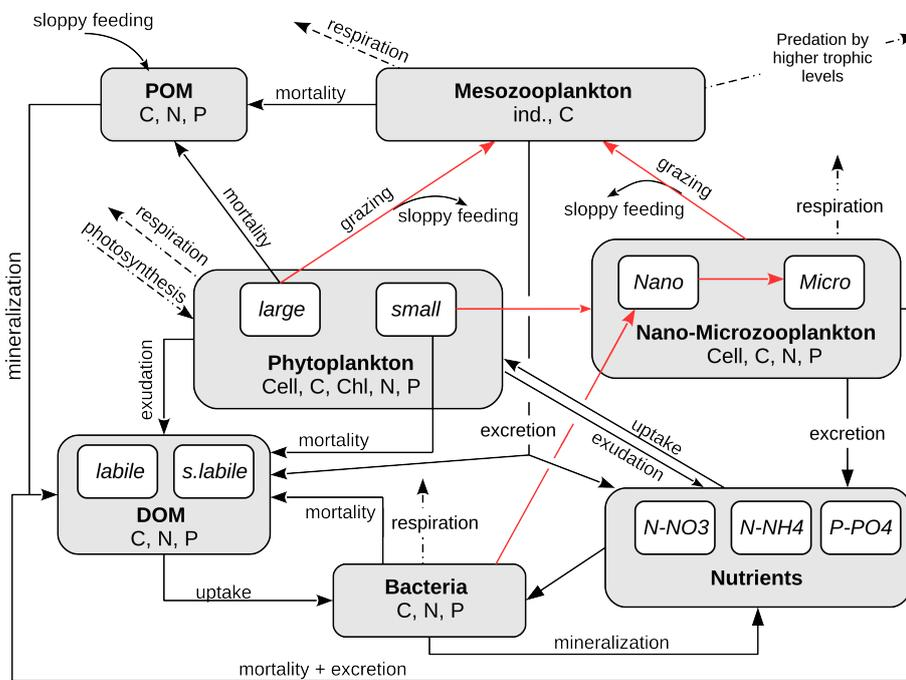 sloppy feeding
respiration
Predation by
higher trophic
levels
POM
C, N, P
mortality
Mesozooplankton
ind., C
mortality
grazing
sloppy feeding
grazing
sloppy feeding
respiration
respiration
photosynthesis
mineralization
large
small
Phytoplankton
Cell, C, Chl, N, P
Nano
Micro
Nano-Microzooplankton
Cell, C, N, P
exudation
mortality
excretion
uptake
exudation
excretion
labile
s.labile
DOM
C, N, P
mortality
respiration
N-NO3
N-NH4
P-PO4
Nutrients
uptake
Bacteria
C, N, P
mineralization
mortality + excretion